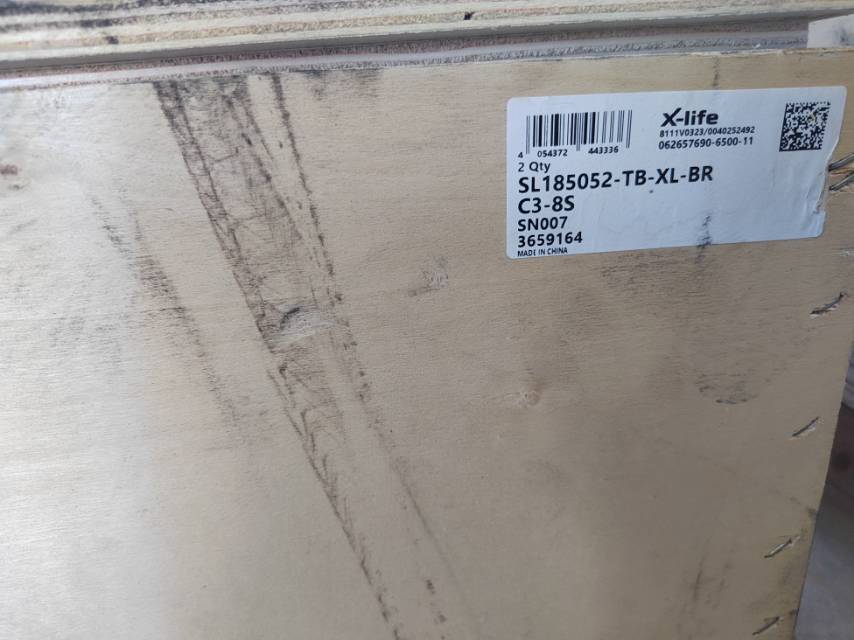 X-life
8111V0323/0040252492
062657690-6500-11
4 054372 443336
2 Qty
SL185052-TB-XL-BR
C3-8S
SN007
3659164
MADE IN CHINA